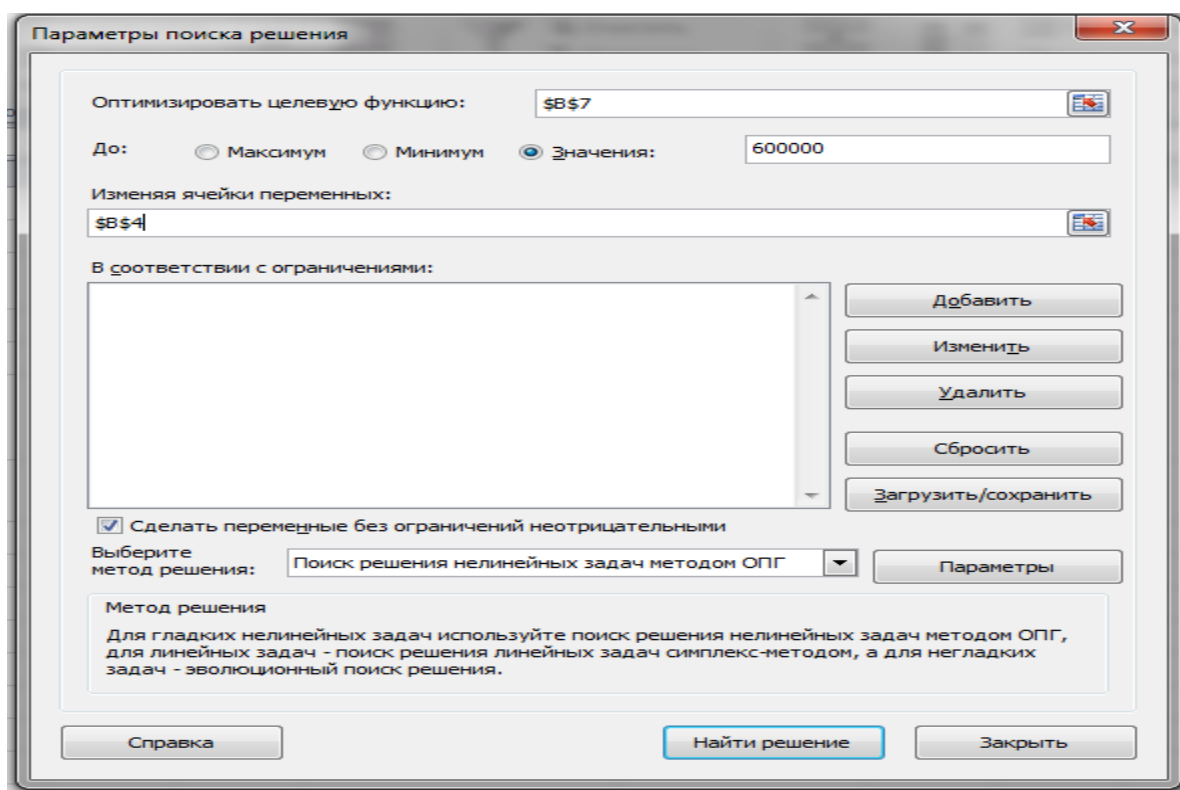 Параметры поиска решения
Оптимизировать целевую функцию: $B$7
До: Максимум Минимум Значения: 600000
Изменяя ячейки переменных:
$B$4
В соответствии с ограничениями:
Добавить
Изменить
Удалить
Сбросить
Загрузить/сохранить
Сделать переменные без ограничений неотрицательными
Выберите
метод решения: Поиск решения нелинейных задач методом ОПГ Параметры
Метод решения
Для гладких нелинейных задач используйте поиск решения нелинейных задач методом ОПГ,
для линейных задач - поиск решения линейных задач симплекс-методом, а для негладких
задач - эволюционный поиск решения.
Справка Найти решение Закрыть